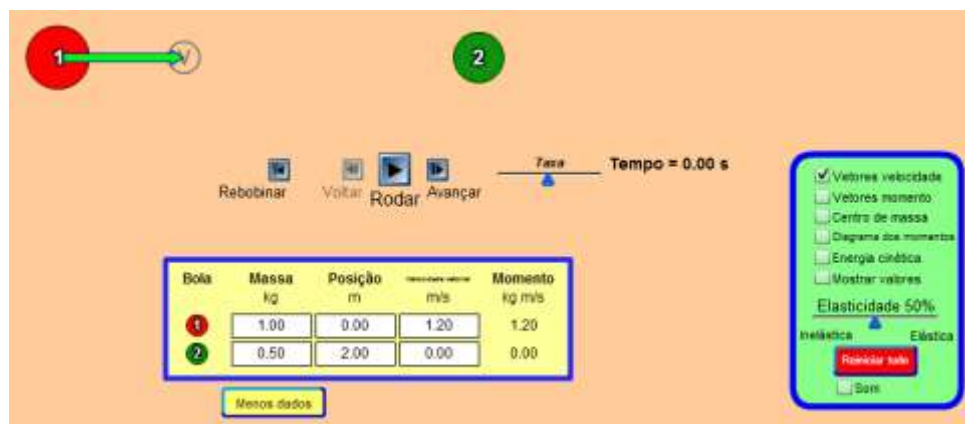 1 V 2
Taxa Tempo = 0.00 s
Rebobinar Voltar Rodar Avançar
Vetores velocidade
Vetores momento
Centro de massa
Diagrama dos momentos
Energia cinética
Mostrar valores
Elasticidade 50%
Inelástica Elástica
Reiniciar tudo
Som
Bola Massa Posição Momento
kg m m/s kg m/s
1 1.00 0.00 1.20 1.20
2 0.50 2.00 0.00 0.00
Menos dados